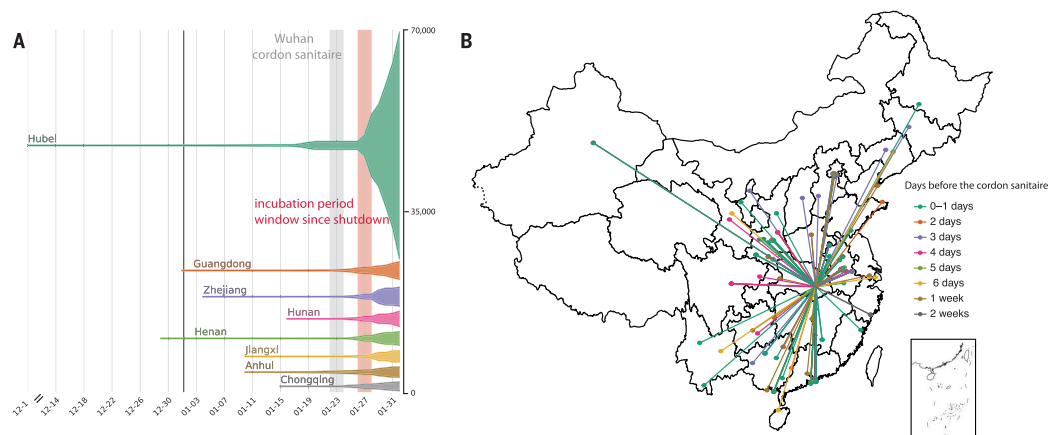 A
Wuhan
cordon sanitaire
70,000
Hubei
incubation period
window since shutdown
35,000
Guangdong
Zhejiang
Hunan
Henan
Jiangxi
Anhui
Chongqing
0
12-1
12-14
12-18
12-22
12-26
12-30
01-03
01-07
01-11
01-15
01-19
01-23
01-27
01-31
B
Days before the cordon sanitaire
0–1 days
2 days
3 days
4 days
5 days
6 days
1 week
2 weeks